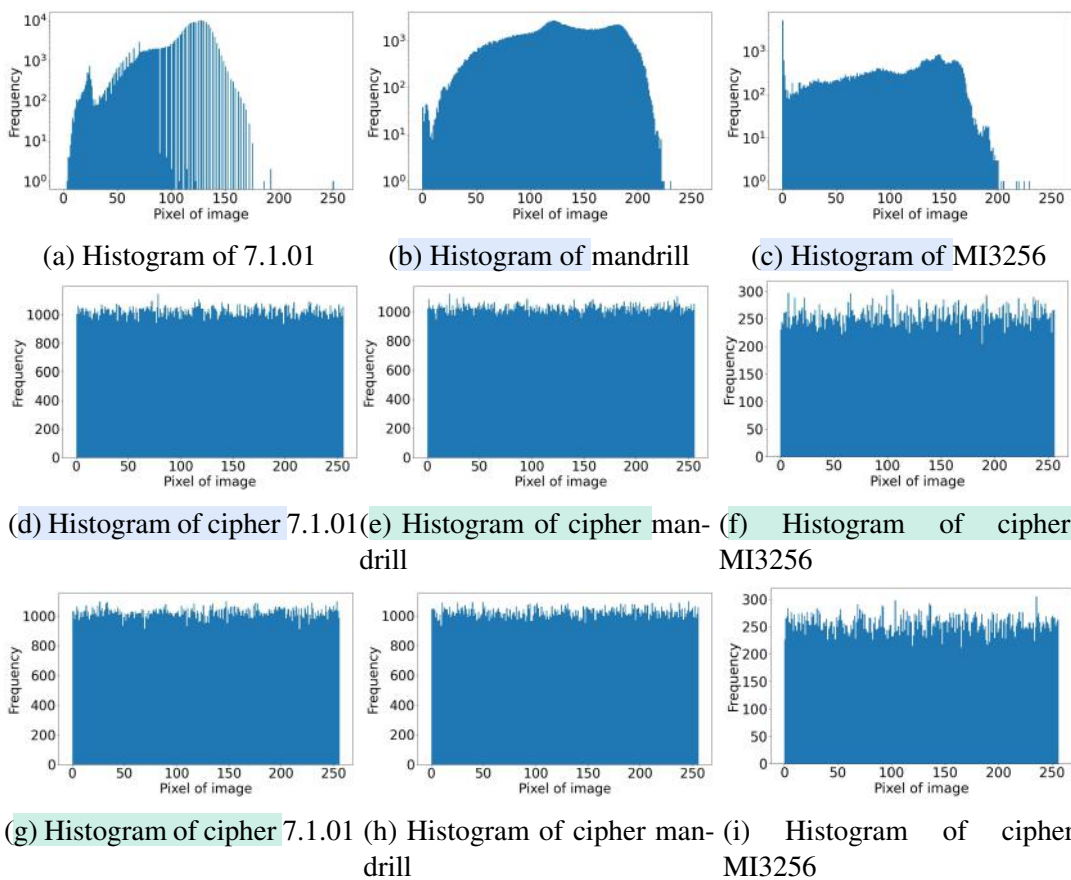 10^4
10^3
10^2
10^1
10^0
Frequency
0 50 100 150 200 250
Pixel of image
10^3
10^2
10^1
10^0
Frequency
0 50 100 150 200 250
Pixel of image
10^3
10^2
10^1
10^0
Frequency
0 50 100 150 200 250
Pixel of image
(a) Histogram of 7.1.01
(b) Histogram of mandrill
(c) Histogram of MI3256
1000
800
600
400
200
0
Frequency
0 50 100 150 200 250
Pixel of image
1000
800
600
400
200
0
Frequency
0 50 100 150 200 250
Pixel of image
300
250
200
150
100
50
0
Frequency
0 50 100 150 200 250
Pixel of image
(d) Histogram of cipher 7.1.01
(e) Histogram of cipher man-
drill
(f) Histogram of cipher
MI3256
1000
800
600
400
200
0
Frequency
0 50 100 150 200 250
Pixel of image
1000
800
600
400
200
0
Frequency
0 50 100 150 200 250
Pixel of image
300
250
200
150
100
50
0
Frequency
0 50 100 150 200 250
Pixel of image
(g) Histogram of cipher 7.1.01
(h) Histogram of cipher man-
drill
(i) Histogram of cipher
MI3256